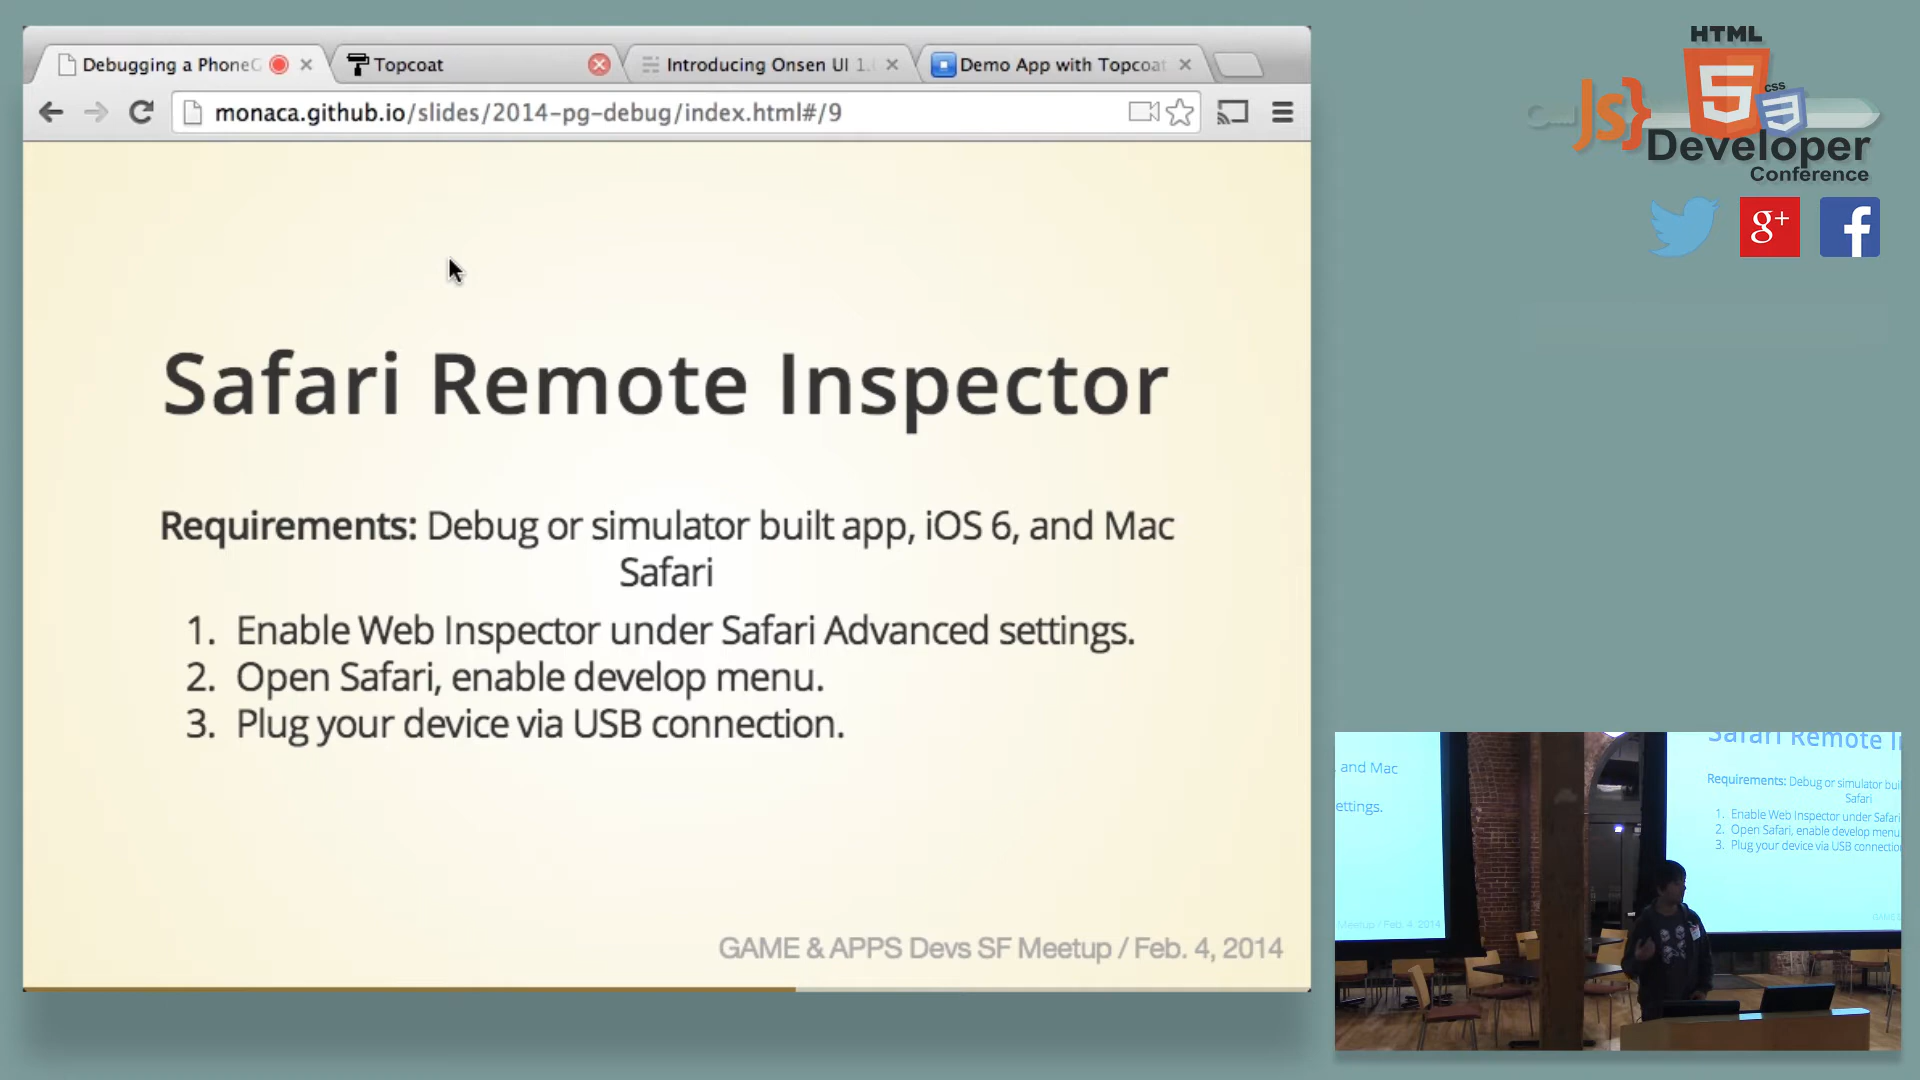 Debugging a PhoneG
Topcoat
Introducing Onsen UI 1.
Demo App with Topcoat
monaca.github.io/slides/2014-pg-debug/index.html#/9
Safari Remote Inspector
Requirements: Debug or simulator built app, iOS 6, and Mac
Safari
1. Enable Web Inspector under Safari Advanced settings.
2. Open Safari, enable develop menu.
3. Plug your device via USB connection.
GAME & APPS Devs SF Meetup / Feb. 4, 2014
HTML
5
CSS
3
JS}
Developer
Conference
g+
f
and Mac
ettings.
Meetup / Feb. 4, 2014
Safari Remote I
Requirements: Debug or simulator buil
Safari
1. Enable Web Inspector under Safari
2. Open Safari, enable develop menu.
3. Plug your device via USB connectio